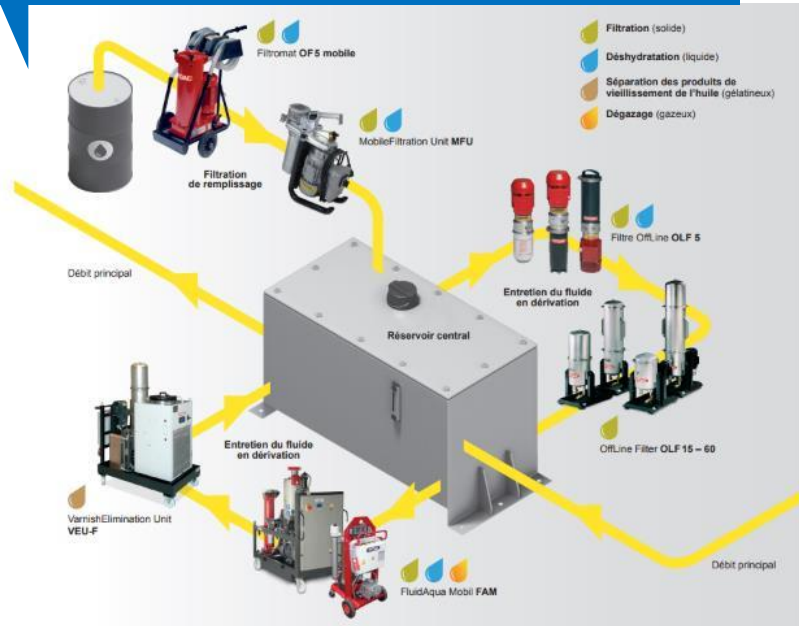 Filtromat OF5 mobile
Filtration (solide)
Déshydratation (liquide)
Séparation des produits de
vieillissement de l'huile (gélatineux)
Dégazage (gazeux)
MobileFiltration Unit MFU
Filtration
de remplissage
Filtre OffLine OLF 5
Débit principal
Entretien du fluide
en dérivation
Réservoir central
Entretien du fluide
en dérivation
OffLine Filter OLF 15 – 60
VarnishElimination Unit
VEU-F
FluidAqua Mobil FAM
Débit principal